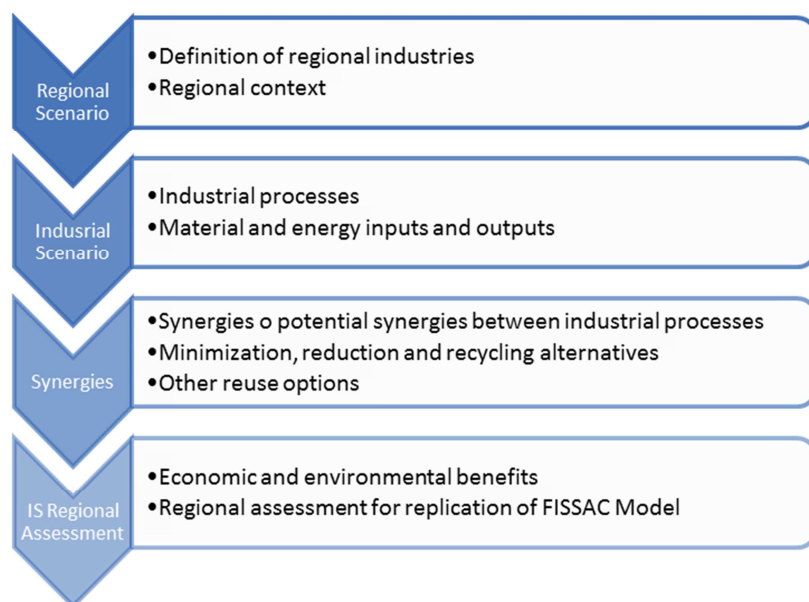 Regional
Scenario
•Definition of regional industries
•Regional context
Indusrial
Scenario
•Industrial processes
•Material and energy inputs and outputs
Synergies
•Synergies o potential synergies between industrial processes
•Minimization, reduction and recycling alternatives
•Other reuse options
IS Regional
Assessment
•Economic and environmental benefits
•Regional assessment for replication of FISSAC Model